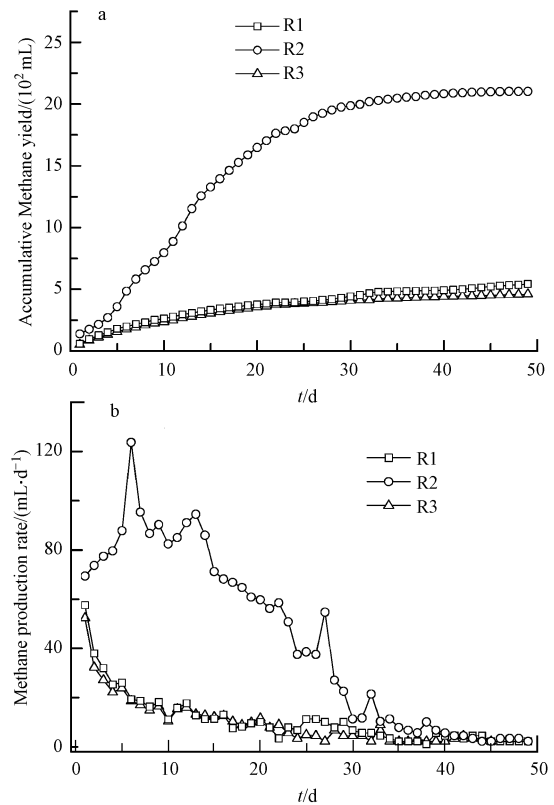 a
R1
R2
R3
25
20
15
10
5
0
Accumulative Methane yield/(10² mL)
0 10 20 30 40 50
t/d
b
R1
R2
R3
120
80
40
0
Methane production rate/(mL·d⁻¹)
0 10 20 30 40 50
t/d